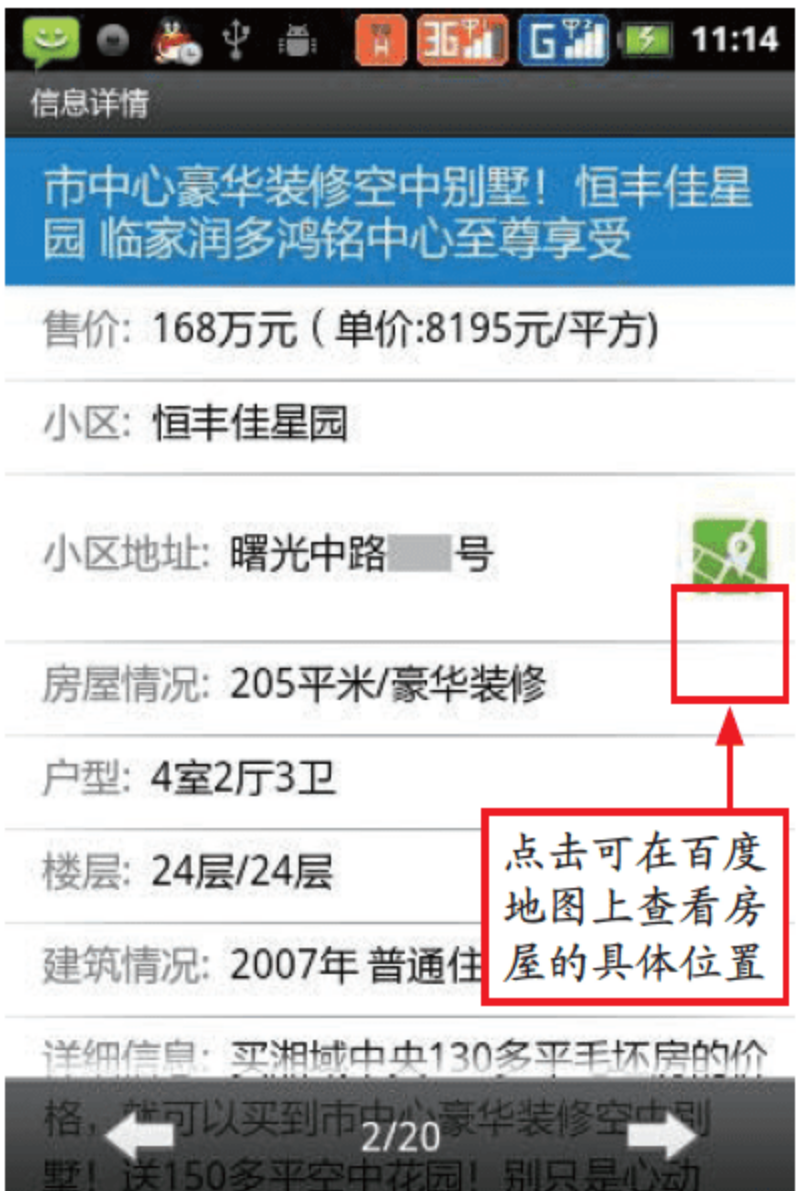 3G 1 G 2 11:14
信息详情
市中心豪华装修空中别墅！恒丰佳星
园 临家润多鸿铭中心至尊享受
售价: 168万元（单价:8195元/平方)
小区: 恒丰佳星园
小区地址: 曙光中路 号
房屋情况: 205平米/豪华装修
户型: 4室2厅3卫
楼层: 24层/24层
建筑情况: 2007年 普通住
点击可在百度
地图上查看房
屋的具体位置
详细信息: 买湘域中央130多平毛坯房的价
格，就可以买到市中心豪华装修空中别
墅！送150多平空中花园！别只是心动
2/20